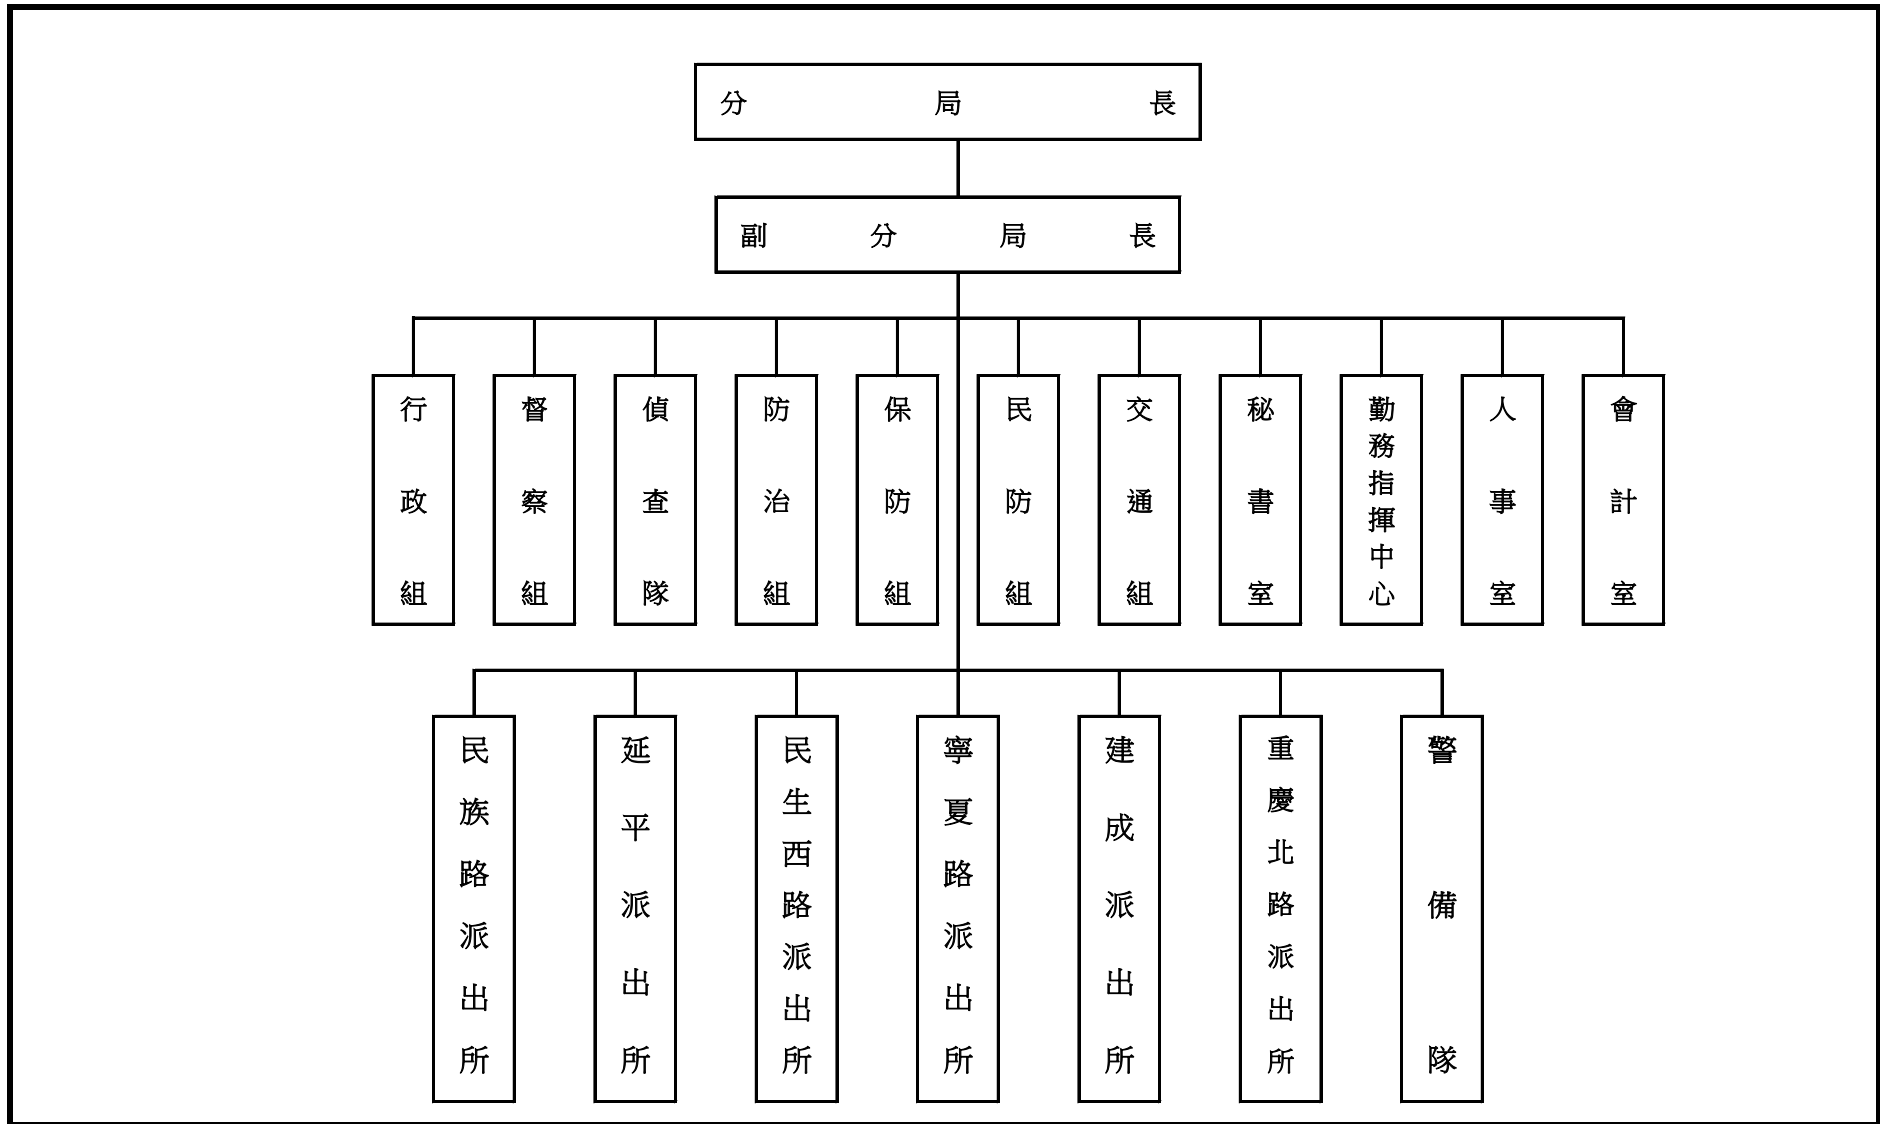 分局長
副分局長
行政組
督察組
偵查隊
防治組
保防組
民防組
交通組
秘書室
勤務指揮中心
人事室
會計室
民族路派出所
延平派出所
民生西路派出所
寧夏路派出所
建成派出所
重慶北路派出所
警備隊